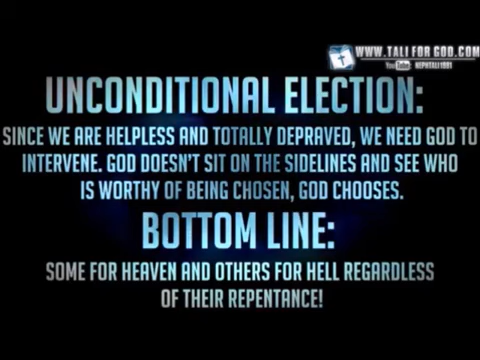 WWW.TALI FOR GOD.COM
YouTube NEPHTALI1981
UNCONDITIONAL ELECTION:
SINCE WE ARE HELPLESS AND TOTALLY DEPRAVED, WE NEED GOD TO
INTERVENE. GOD DOESN'T SIT ON THE SIDELINES AND SEE WHO
IS WORTHY OF BEING CHOSEN, GOD CHOOSES.
BOTTOM LINE:
SOME FOR HEAVEN AND OTHERS FOR HELL REGARDLESS
OF THEIR REPENTANCE!